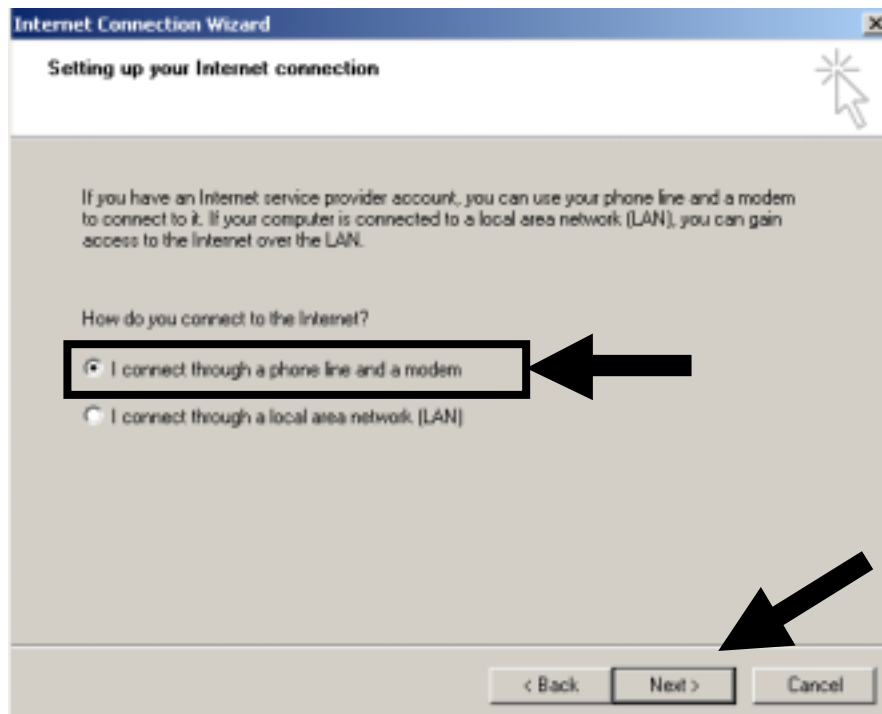 Internet Connection Wizard
Setting up your Internet connection
If you have an Internet service provider account, you can use your phone line and a modem
to connect to it. If your computer is connected to a local area network (LAN), you can gain
access to the Internet over the LAN.
How do you connect to the Internet?
I connect through a phone line and a modem
I connect through a local area network (LAN)
< Back Next > Cancel